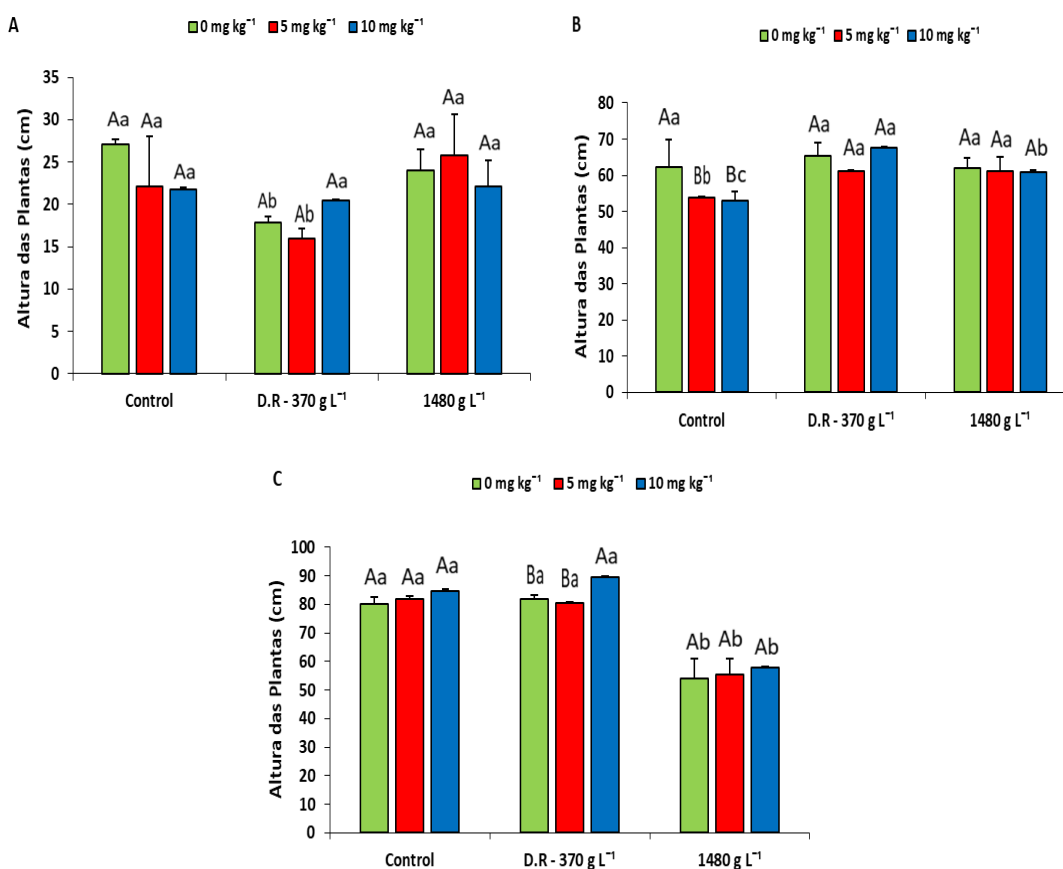 A
0 mg kg⁻¹ 5 mg kg⁻¹ 10 mg kg⁻¹
Altura das Plantas (cm)
35
30
25
20
15
10
5
0
Aa Aa Aa
Ab Ab Aa
Aa Aa Aa
Control D.R - 370 g L⁻¹ 1480 g L⁻¹
B
0 mg kg⁻¹ 5 mg kg⁻¹ 10 mg kg⁻¹
Altura das Plantas (cm)
80
70
60
50
40
30
20
10
0
Aa Bb Bc
Aa Aa Aa
Aa Aa Ab
Control D.R - 370 g L⁻¹ 1480 g L⁻¹
C
0 mg kg⁻¹ 5 mg kg⁻¹ 10 mg kg⁻¹
Altura das Plantas (cm)
100
90
80
70
60
50
40
30
20
10
0
Aa Aa Aa
Ba Ba Aa
Ab Ab Ab
Control D.R - 370 g L⁻¹ 1480 g L⁻¹